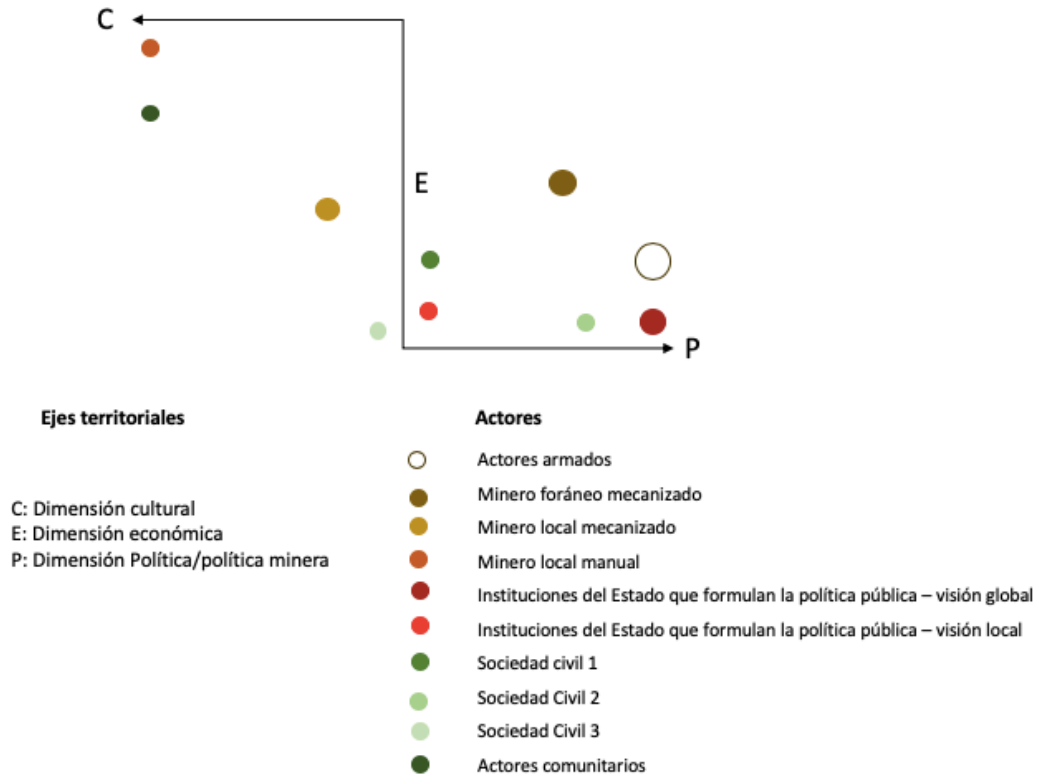 C
E
P
Ejes territoriales
C: Dimensión cultural
E: Dimensión económica
P: Dimensión Política/política minera
Actores
Actores armados
Minero foráneo mecanizado
Minero local mecanizado
Minero local manual
Instituciones del Estado que formulan la política pública – visión global
Instituciones del Estado que formulan la política pública – visión local
Sociedad civil 1
Sociedad Civil 2
Sociedad Civil 3
Actores comunitarios